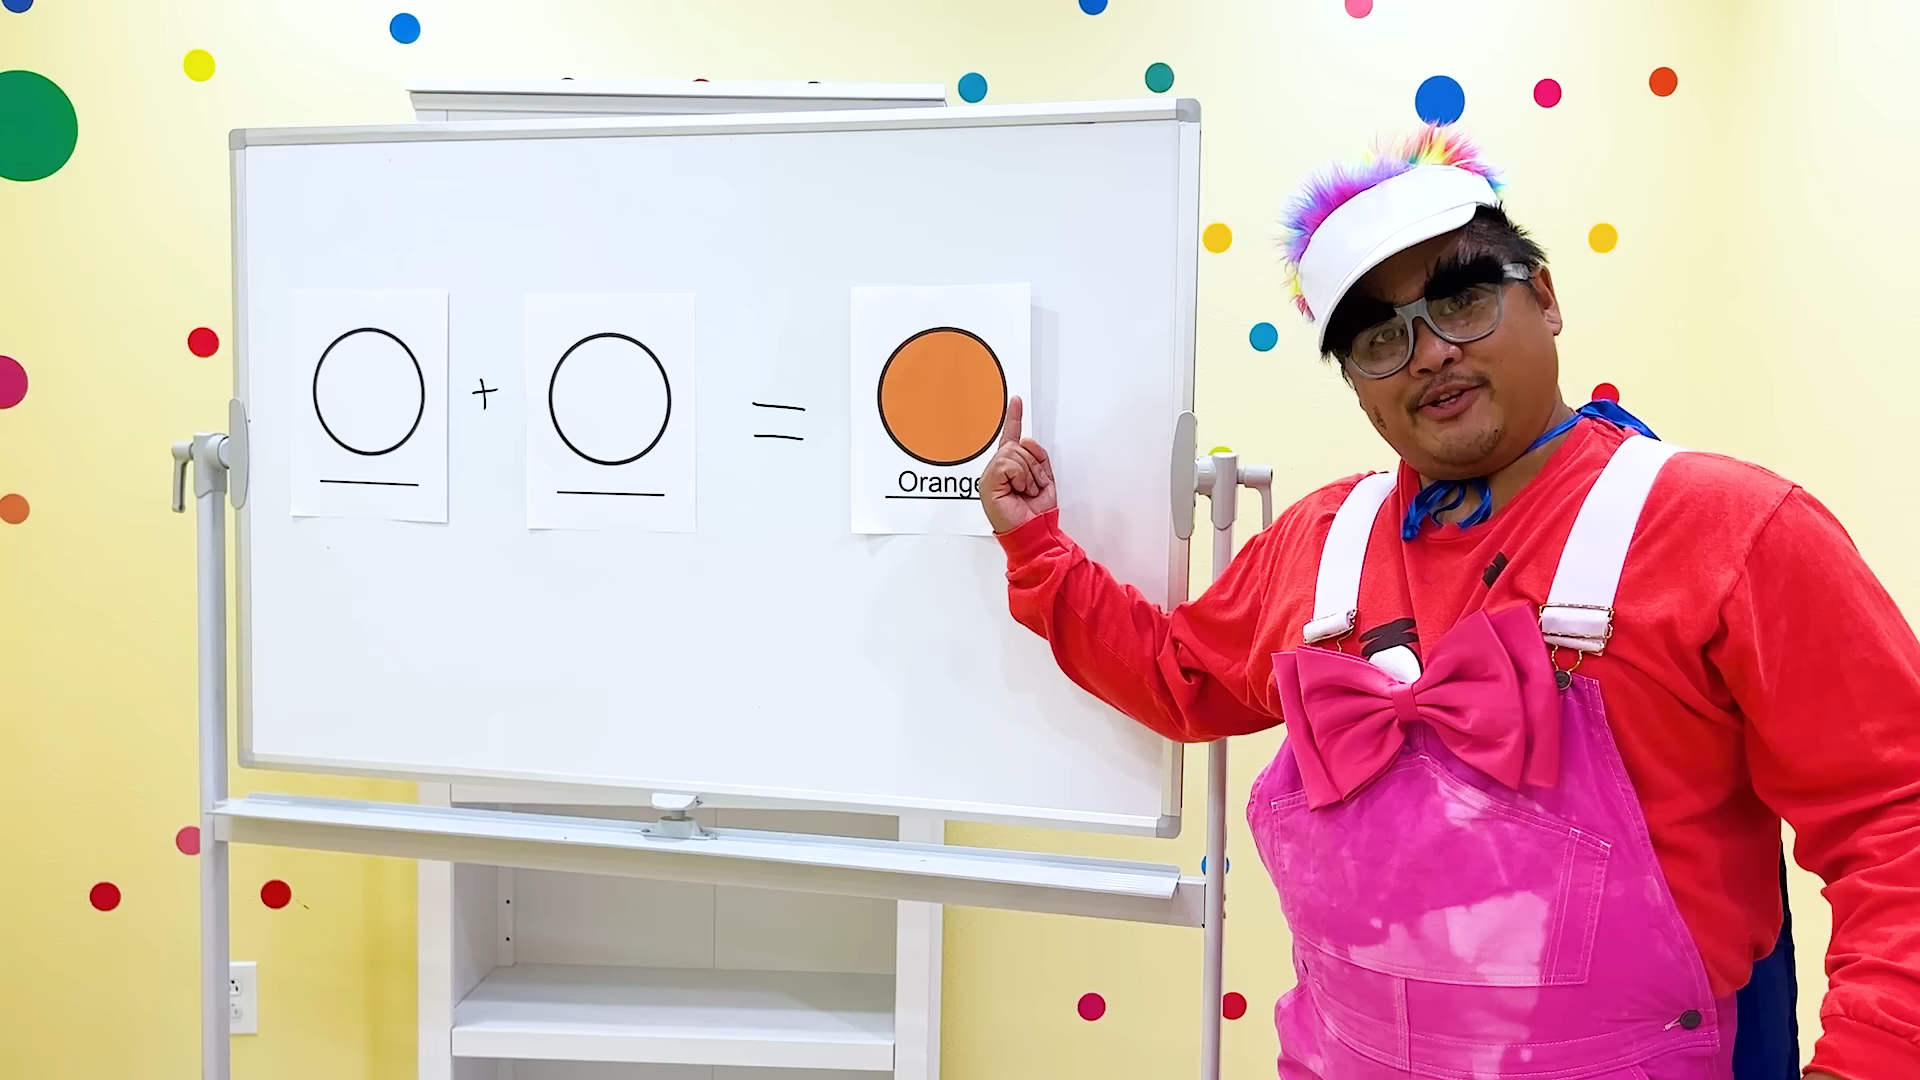 + =
Orange